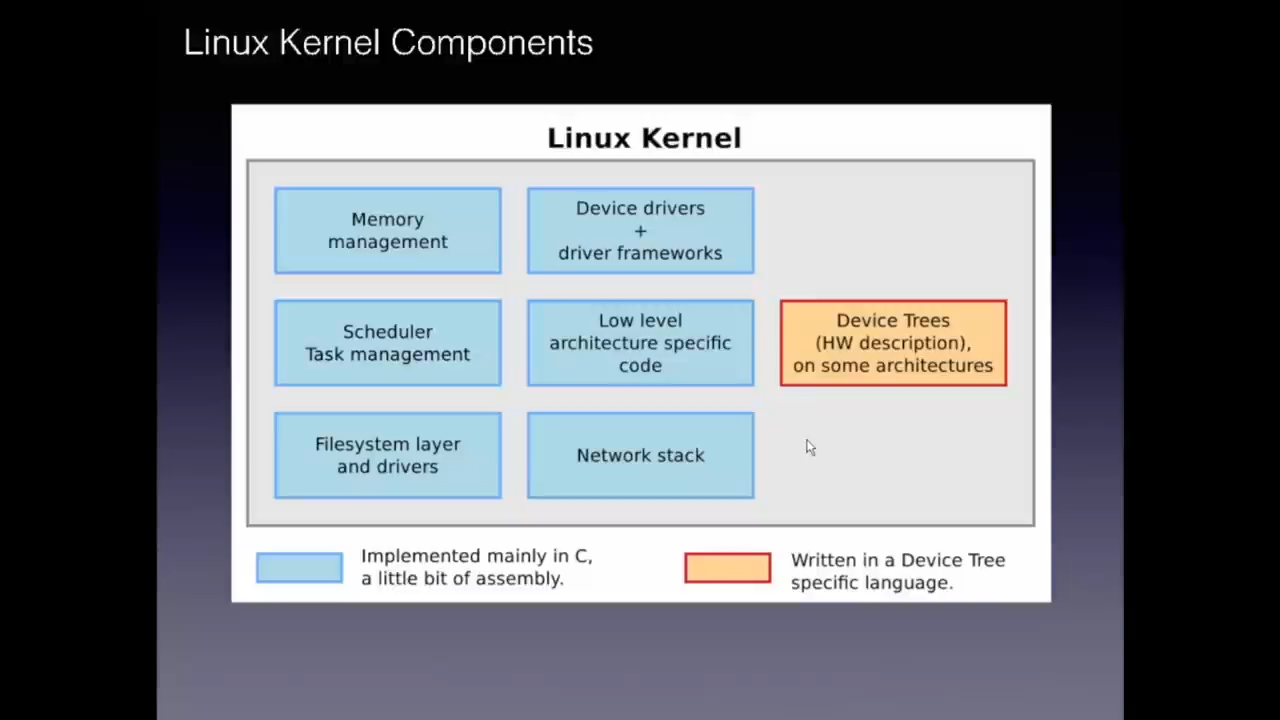 Linux Kernel Components
Linux Kernel
Memory
management
Device drivers
+
driver frameworks
Scheduler
Task management
Low level
architecture specific
code
Device Trees
(HW description),
on some architectures
Filesystem layer
and drivers
Network stack
Implemented mainly in C,
a little bit of assembly.
Written in a Device Tree
specific language.